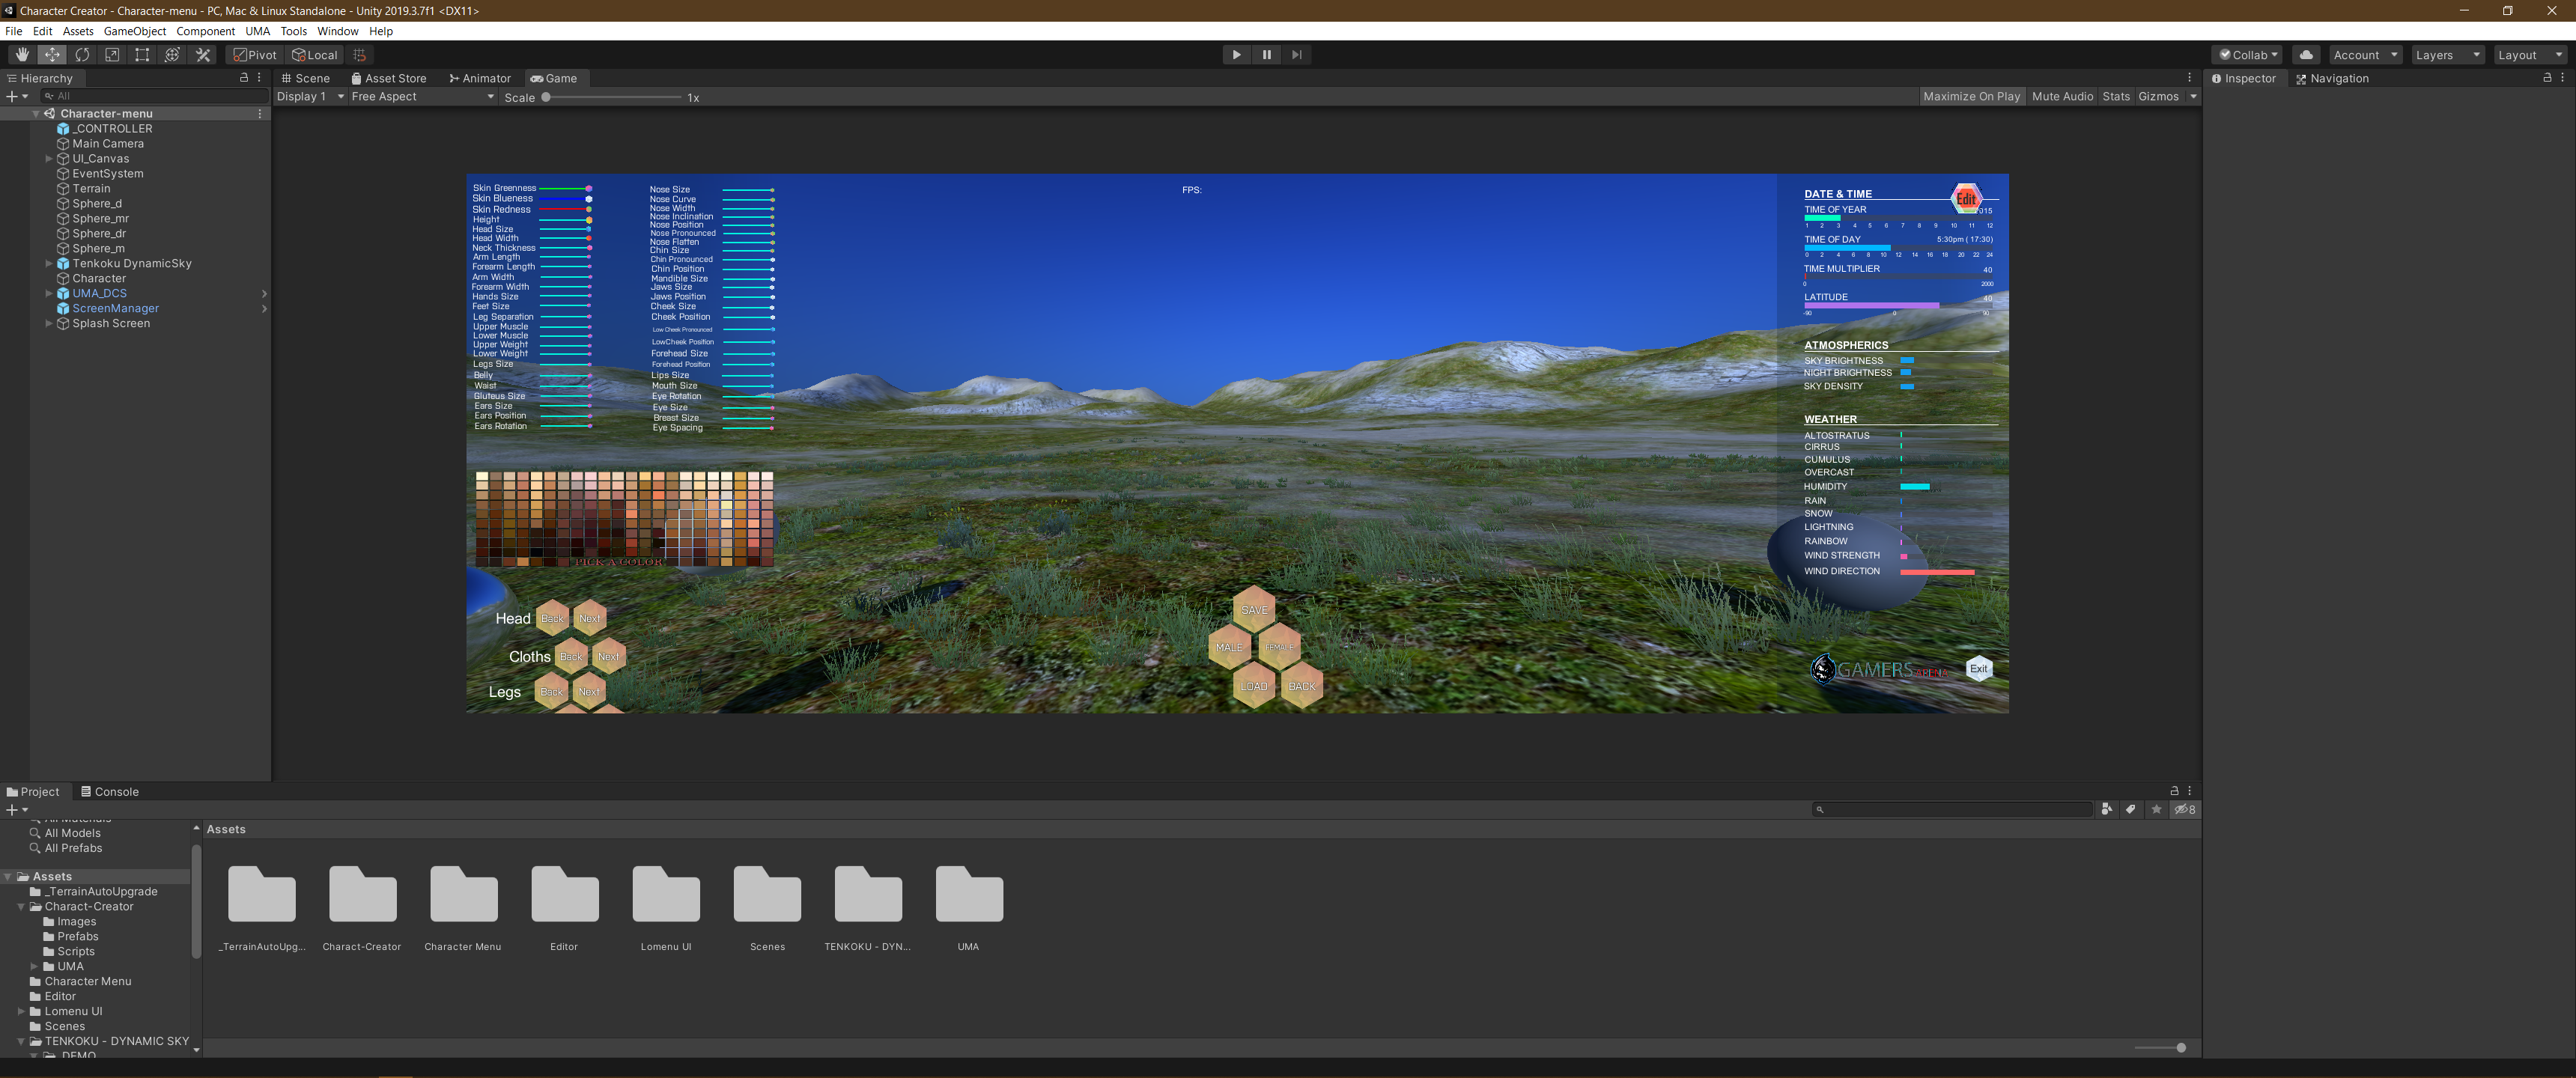 Character Creator - Character-menu - PC, Mac & Linux Standalone - Unity 2019.3.7f1 <DX11>
File Edit Assets GameObject Component UMA Tools Window Help
Pivot Local
Collab Account Layers Layout
Hierarchy
All
Character-menu
_CONTROLLER
Main Camera
UI_Canvas
EventSystem
Terrain
Sphere_d
Sphere_mr
Sphere_dr
Sphere_m
Tenkoku DynamicSky
Character
UMA_DCS
ScreenManager
Splash Screen
Scene Asset Store Animator Game
Display 1 Free Aspect Scale 1x
Maximize On Play Mute Audio Stats Gizmos
Inspector Navigation
Skin Greenness
Skin Blueness
Skin Redness
Height
Head Size
Head Width
Neck Thickness
Arm Length
Forearm Length
Arm Width
Forearm Width
Hands Size
Feet Size
Leg Separation
Upper Muscle
Lower Muscle
Upper Weight
Lower Weight
Legs Size
Belly
Waist
Gluteus Size
Ears Size
Ears Position
Ears Rotation
Nose Size
Nose Curve
Nose Width
Nose Inclination
Nose Position
Nose Pronounced
Nose Flatten
Chin Size
Chin Pronounced
Chin Position
Mandible Size
Jaws Size
Jaws Position
Cheek Size
Cheek Position
Low Cheek Pronounced
LowCheek Position
Forehead Size
Forehead Position
Lips Size
Mouth Size
Eye Rotation
Eye Size
Breast Size
Eye Spacing
PICK A COLOR
Head Back Next
Cloths Back Next
Legs Back Next
FPS:
SAVE
MALE FEMALE
LOAD BACK
DATE & TIME
Edit
TIME OF YEAR 2015
1 2 3 4 5 6 7 8 9 10 11 12
TIME OF DAY 5:30pm ( 17:30)
0 2 4 6 8 10 12 14 16 18 20 22 24
TIME MULTIPLIER 40
0 2000
LATITUDE 40
-90 0 90
ATMOSPHERICS
SKY BRIGHTNESS
NIGHT BRIGHTNESS
SKY DENSITY
WEATHER
ALTOSTRATUS
CIRRUS
CUMULUS
OVERCAST
HUMIDITY
RAIN
SNOW
LIGHTNING
RAINBOW
WIND STRENGTH
WIND DIRECTION
GAMERS ARENA
Exit
Project Console
8
All Materials
All Models
All Prefabs
Assets
_TerrainAutoUpgrade
Charact-Creator
Images
Prefabs
Scripts
UMA
Character Menu
Editor
Lomenu UI
Scenes
TENKOKU - DYNAMIC SKY
_DEMO
Assets
_TerrainAutoUpg... Charact-Creator Character Menu Editor Lomenu UI Scenes TENKOKU - DYN... UMA